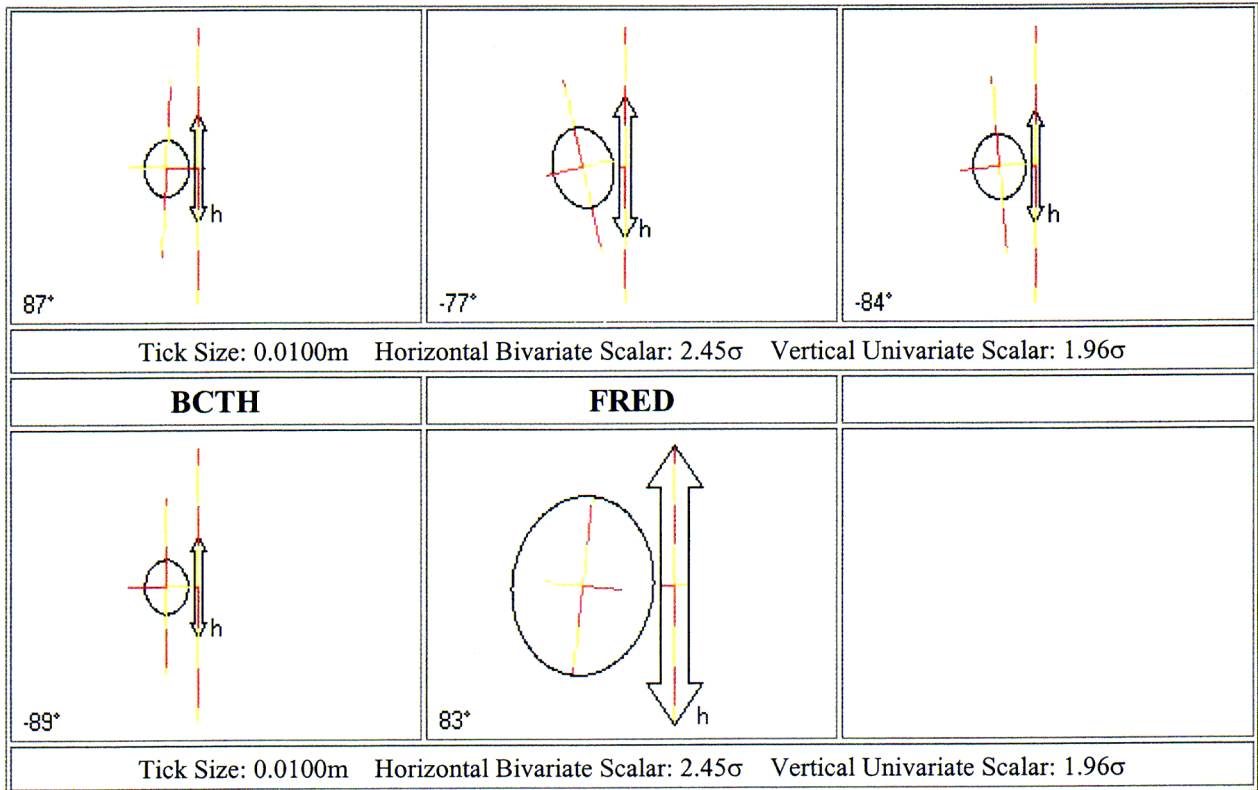 h h h
87° -77° -84°
Tick Size: 0.0100m Horizontal Bivariate Scalar: 2.45σ Vertical Univariate Scalar: 1.96σ
BCTH FRED
h h
-89° 83°
Tick Size: 0.0100m Horizontal Bivariate Scalar: 2.45σ Vertical Univariate Scalar: 1.96σ